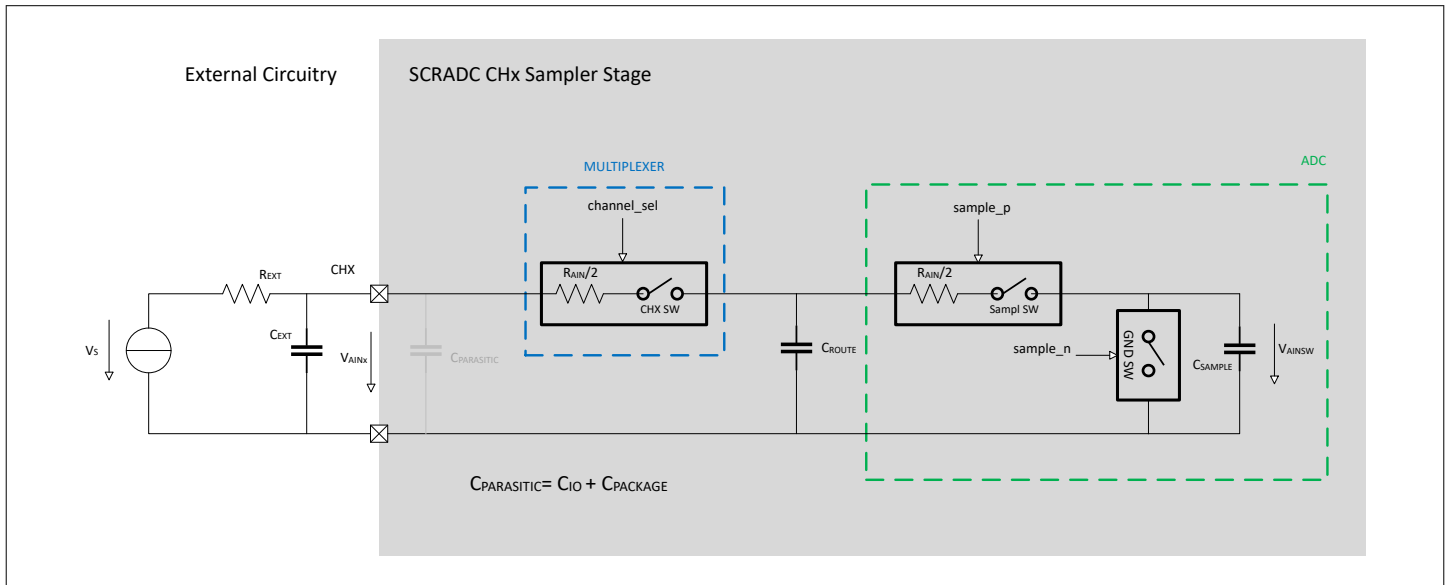 External Circuitry
SCRADC CHx Sampler Stage
MULTIPLEXER
ADC
channel_sel
sample_p
REXT
CHX
RAIN/2
CHX SW
RAIN/2
Sampl SW
VS
CEXT
VAINx
CPARASITIC
CROUTE
sample_n
GND SW
CSAMPLE
VAINSW
CPARASITIC= CIO + CPACKAGE